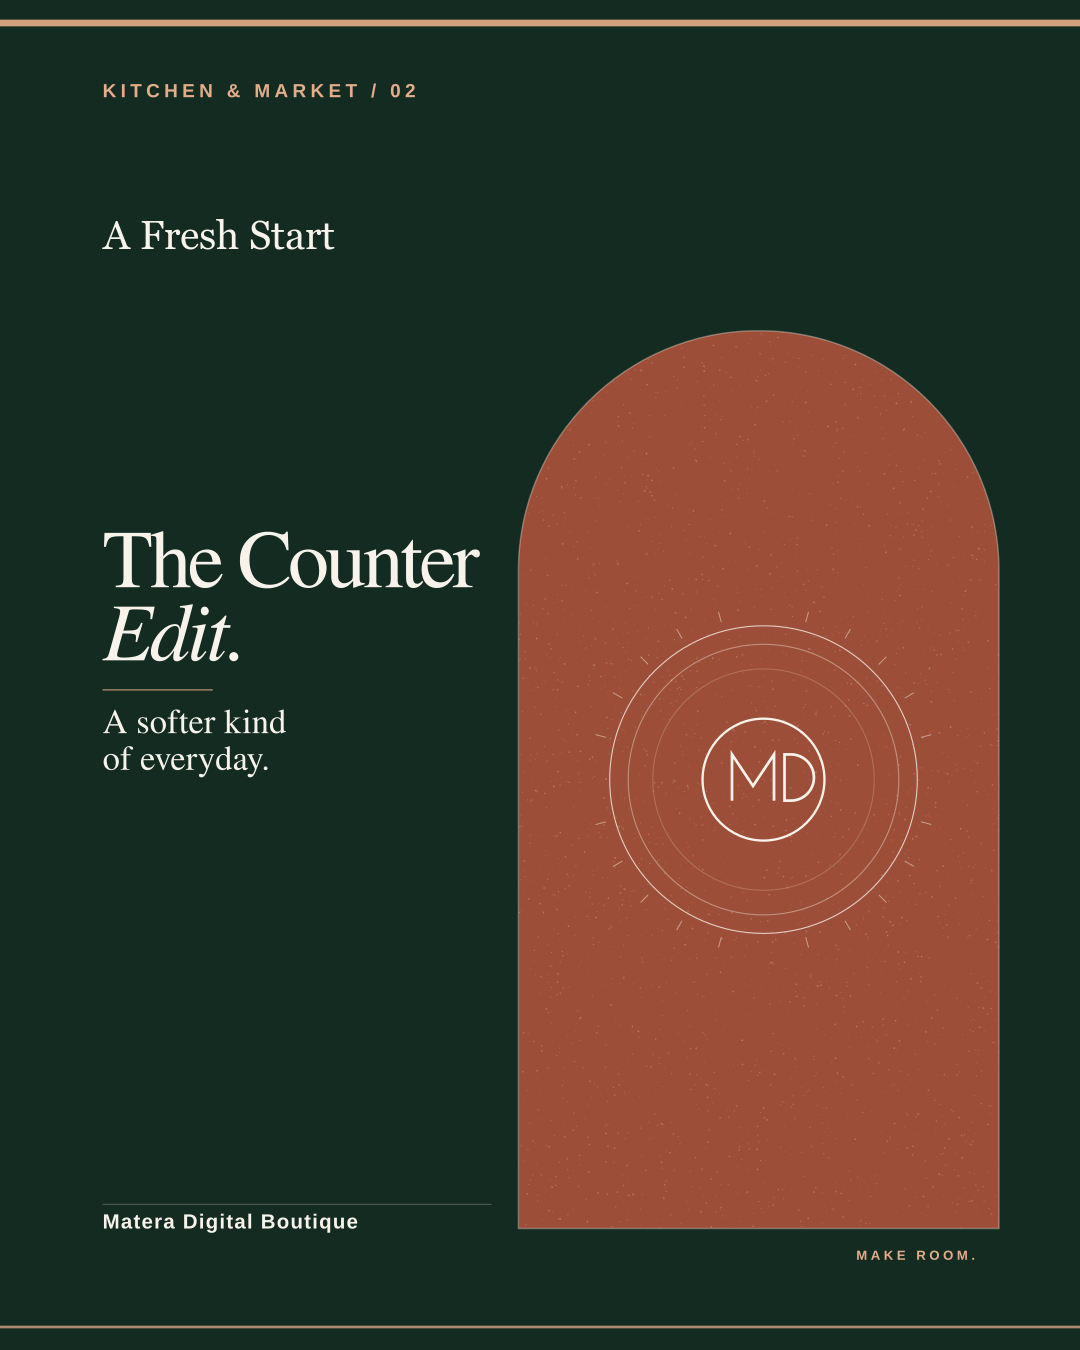 KITCHEN & MARKET / 02
A Fresh Start
The Counter
Edit.
A softer kind
of everyday.
MD
Matera Digital Boutique
MAKE ROOM.